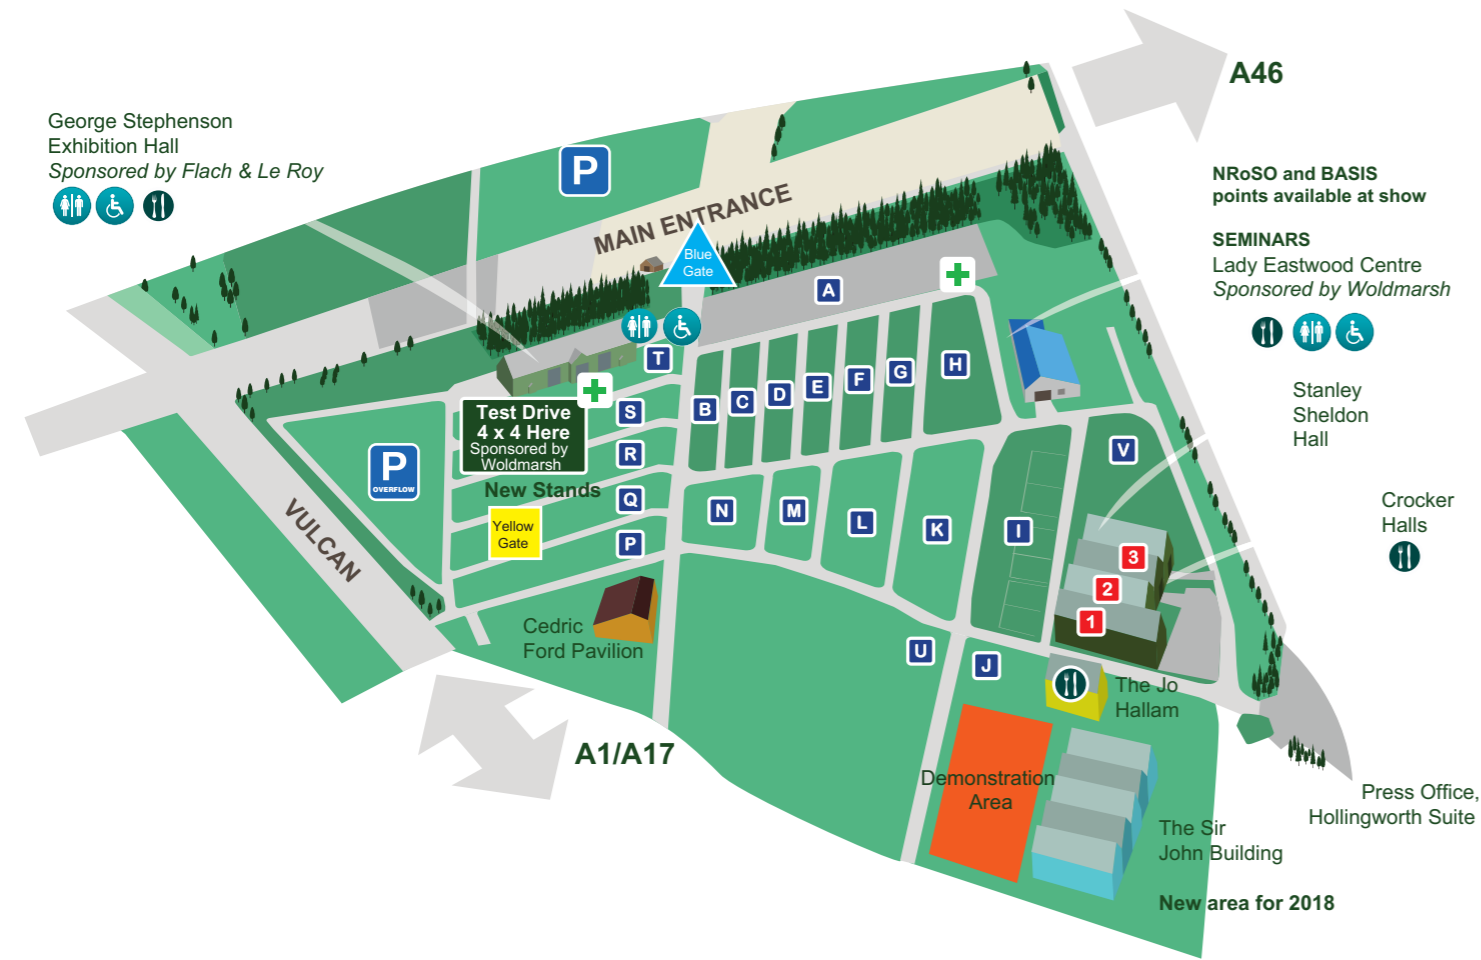 A46
George Stephenson
Exhibition Hall
Sponsored by Flach & Le Roy
P
NRoSO and BASIS
points available at show
MAIN ENTRANCE
SEMINARS
Lady Eastwood Centre
Sponsored by Woldmarsh
Blue
Gate
A
T
H
G
F
E
D
C
B
S
Test Drive
4 x 4 Here
Sponsored by
Woldmarsh
Stanley
Sheldon
Hall
P
OVERFLOW
R
V
New Stands
Q
N
M
L
K
I
Crocker
Halls
VULCAN
Yellow
Gate
P
3
2
1
Cedric
Ford Pavilion
U
J
The Jo
Hallam
A1/A17
Demonstration
Area
Press Office,
Hollingworth Suite
The Sir
John Building
New area for 2018